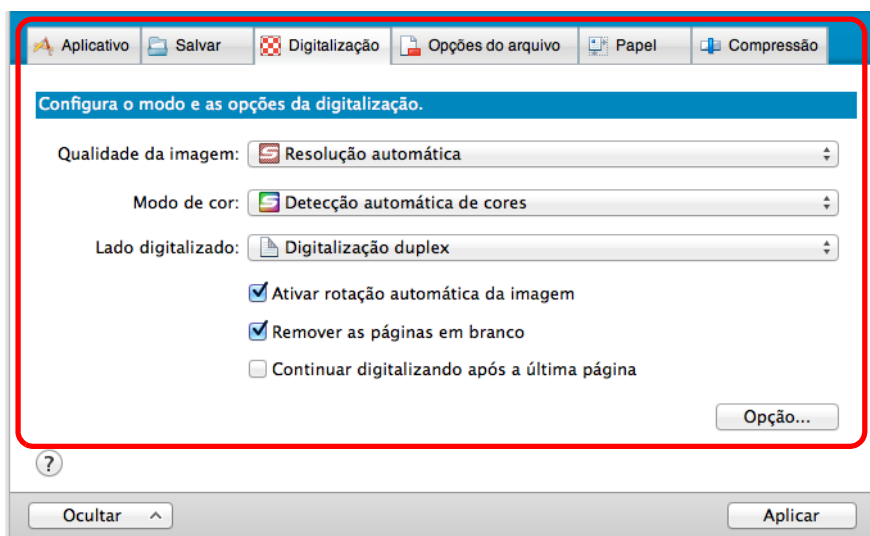 Aplicativo Salvar Digitalização Opções do arquivo Papel Compressão
Configura o modo e as opções da digitalização.
Qualidade da imagem: Resolução automática
Modo de cor: Detecção automática de cores
Lado digitalizado: Digitalização duplex
Ativar rotação automática da imagem
Remover as páginas em branco
Continuar digitalizando após a última página
Opção...
?
Ocultar Aplicar